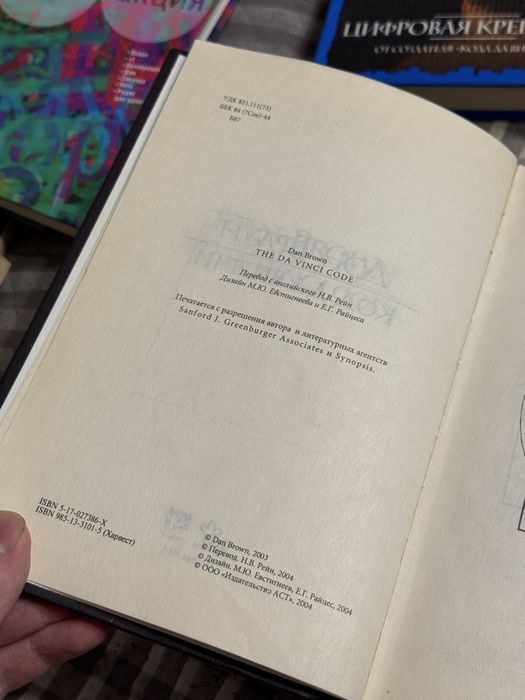 ЦИФРОВАЯ КРЕП
УДК 821.111(73)
ББК 84 (7Сое)-44
Б87
Dan Brown
THE DA VINCI CODE
Перевод с английского Н.В. Рейн
Дизайн М.Ю. Евстигнеева и Е.Г. Райцеса
Печатается с разрешения автора и литературных агентств
Sanford J. Greenburger Associates и Synopsis.
ISBN 5-17-027386-X
ISBN 985-13-3101-5 (Харвест)
© Dan Brown, 2003
© Перевод. Н.В. Рейн, 2004
© Дизайн. М.Ю. Евстигнеев, Е.Г. Райцес, 2004
© ООО «Издательство АСТ», 2004